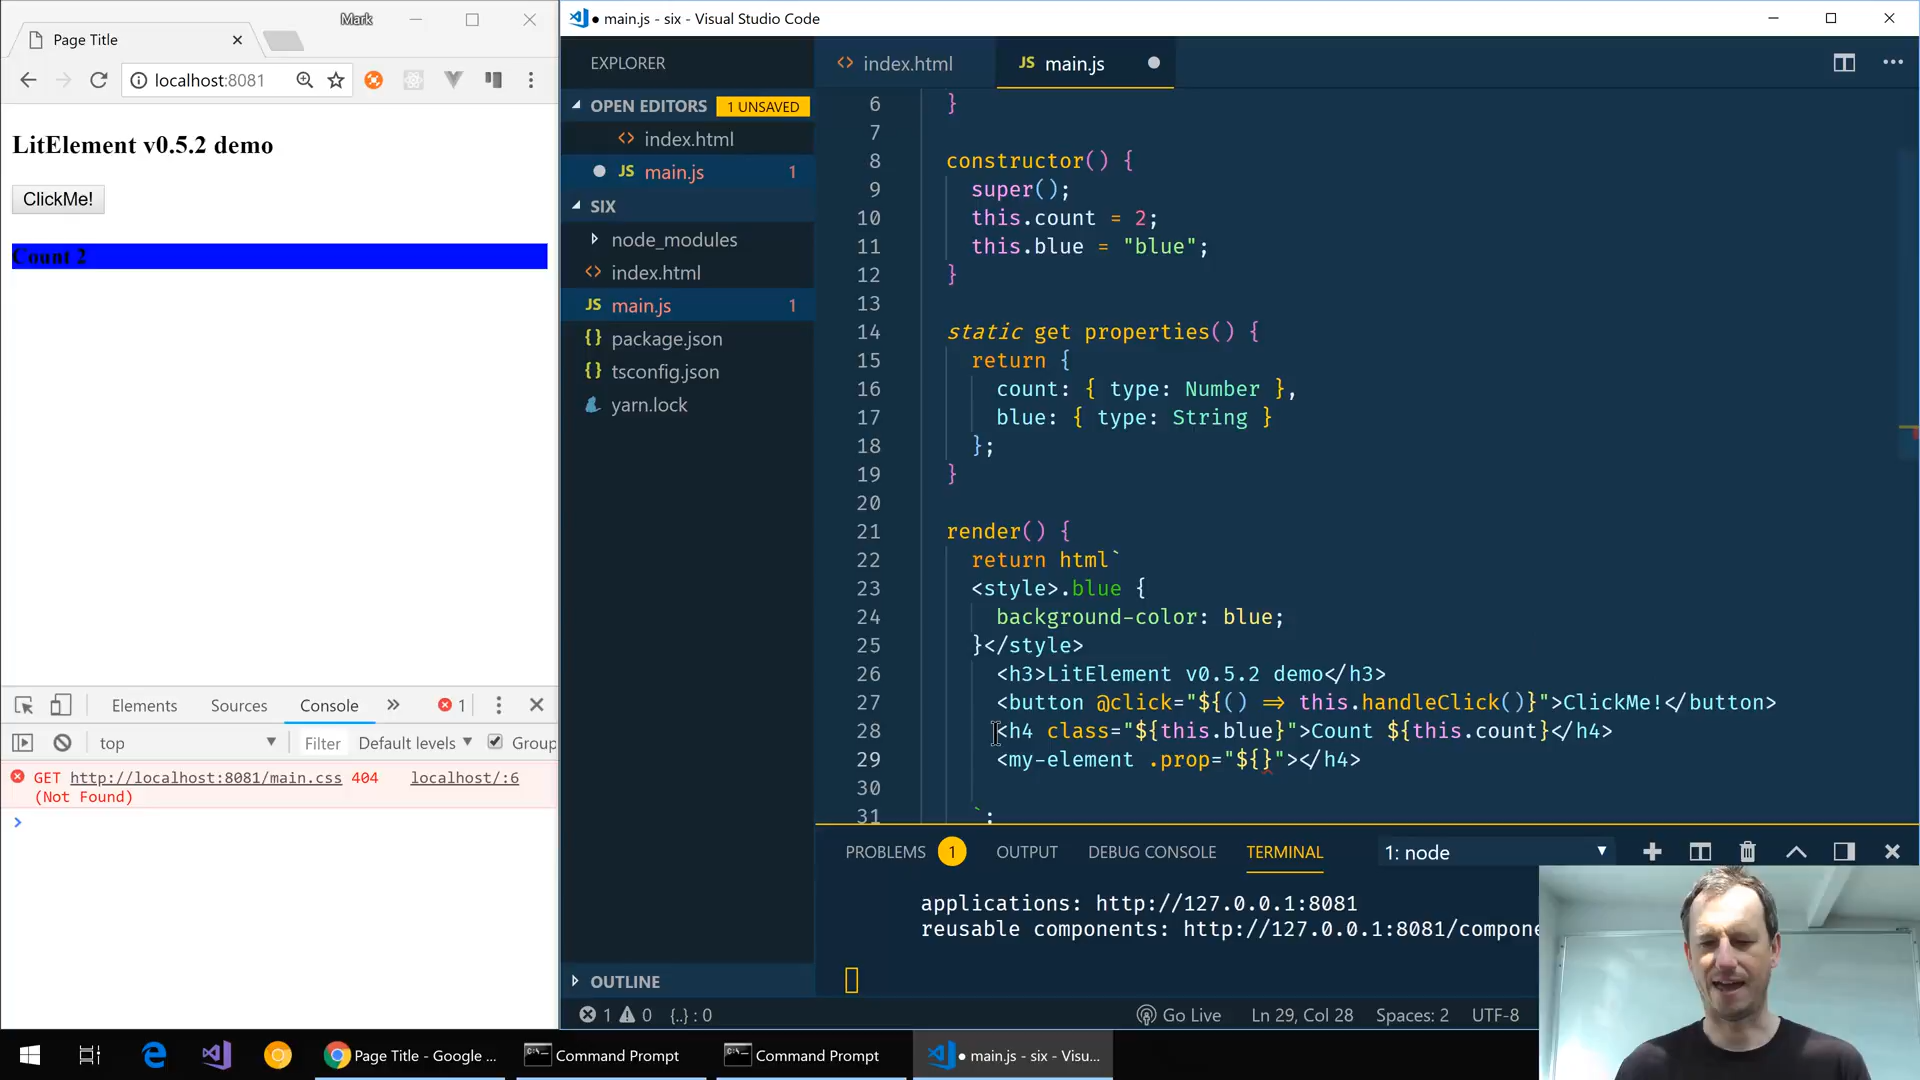 Mark
Page Title
localhost:8081
LitElement v0.5.2 demo
ClickMe!
Count 2
Elements Sources Console 1
top Filter Default levels Group
GET http://localhost:8081/main.css 404 (Not Found) localhost/:6
● main.js - six - Visual Studio Code
EXPLORER
OPEN EDITORS 1 UNSAVED
index.html
JS main.js 1
SIX
node_modules
index.html
JS main.js 1
{} package.json
{} tsconfig.json
yarn.lock
OUTLINE
index.html JS main.js
6 }
7
8 constructor() {
9 super();
10 this.count = 2;
11 this.blue = "blue";
12 }
13
14 static get properties() {
15 return {
16 count: { type: Number },
17 blue: { type: String }
18 };
19 }
20
21 render() {
22 return html`
23 <style>.blue {
24 background-color: blue;
25 }</style>
26 <h3>LitElement v0.5.2 demo</h3>
27 <button @click="${() => this.handleClick()}">ClickMe!</button>
28 <h4 class="${this.blue}">Count ${this.count}</h4>
29 <my-element .prop="${}"></h4>
30
31 `;
PROBLEMS 1 OUTPUT DEBUG CONSOLE TERMINAL 1: node
applications: http://127.0.0.1:8081
reusable components: http://127.0.0.1:8081/compone
1 0 {..} : 0 Go Live Ln 29, Col 28 Spaces: 2 UTF-8
Page Title - Google ... Command Prompt Command Prompt ● main.js - six - Visu...